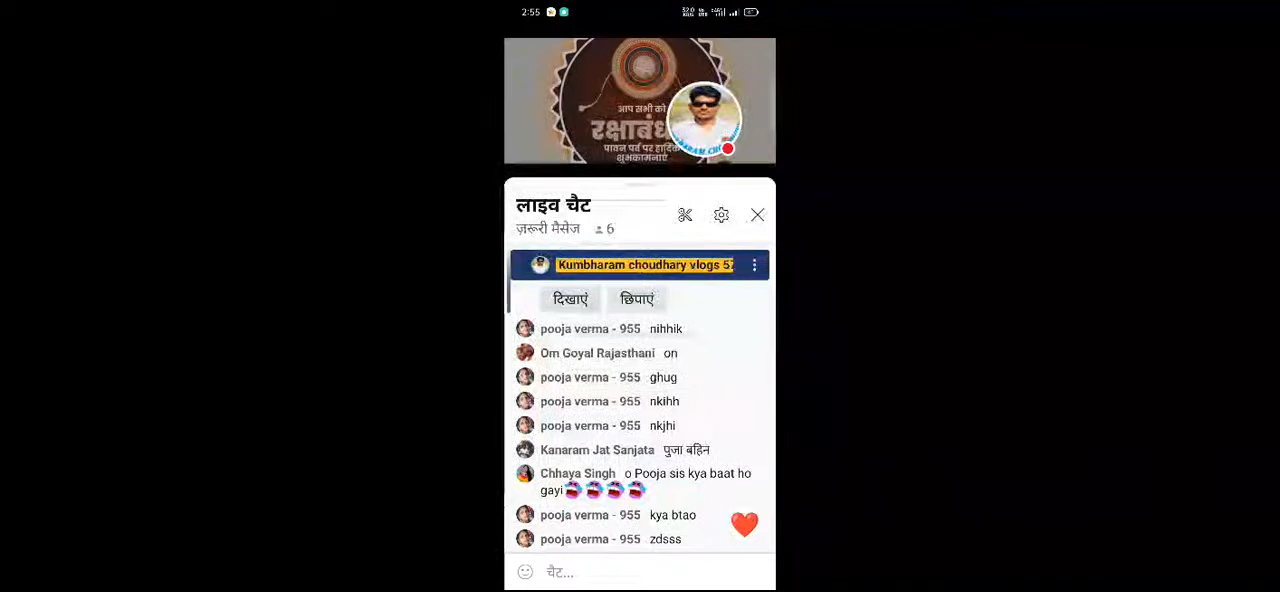 2:55
आप सभी को
रक्षाबंध
पावन पर्व पर हार्दिक
शुभकामनाएं
लाइव चैट
ज़रूरी मैसेज 6
Kumbharam choudhary vlogs
दिखाएं छिपाएं
pooja verma - 955 nihhik
Om Goyal Rajasthani on
pooja verma - 955 ghug
pooja verma - 955 nkihh
pooja verma - 955 nkjhi
Kanaram Jat Sanjata पुजा बहिन
Chhaya Singh o Pooja sis kya baat ho
gayi
pooja verma - 955 kya btao
pooja verma - 955 zdsss
चैट...